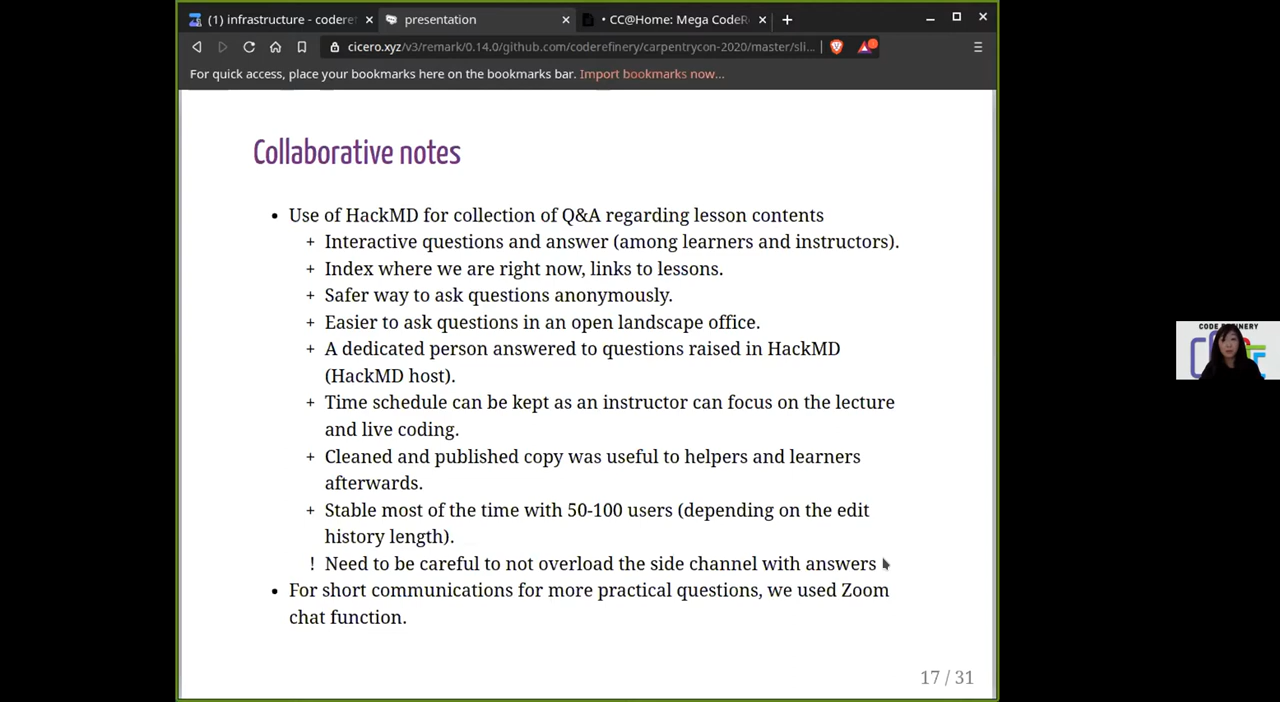 (1) infrastructure - coderef
presentation
• CC@Home: Mega CodeR
cicero.xyz/v3/remark/0.14.0/github.com/coderefinery/carpentrycon-2020/master/sli...
For quick access, place your bookmarks here on the bookmarks bar. Import bookmarks now...
Collaborative notes
• Use of HackMD for collection of Q&A regarding lesson contents
+ Interactive questions and answer (among learners and instructors).
+ Index where we are right now, links to lessons.
+ Safer way to ask questions anonymously.
+ Easier to ask questions in an open landscape office.
+ A dedicated person answered to questions raised in HackMD
(HackMD host).
+ Time schedule can be kept as an instructor can focus on the lecture
and live coding.
+ Cleaned and published copy was useful to helpers and learners
afterwards.
+ Stable most of the time with 50-100 users (depending on the edit
history length).
! Need to be careful to not overload the side channel with answers
• For short communications for more practical questions, we used Zoom
chat function.
17 / 31
CODE REFINERY